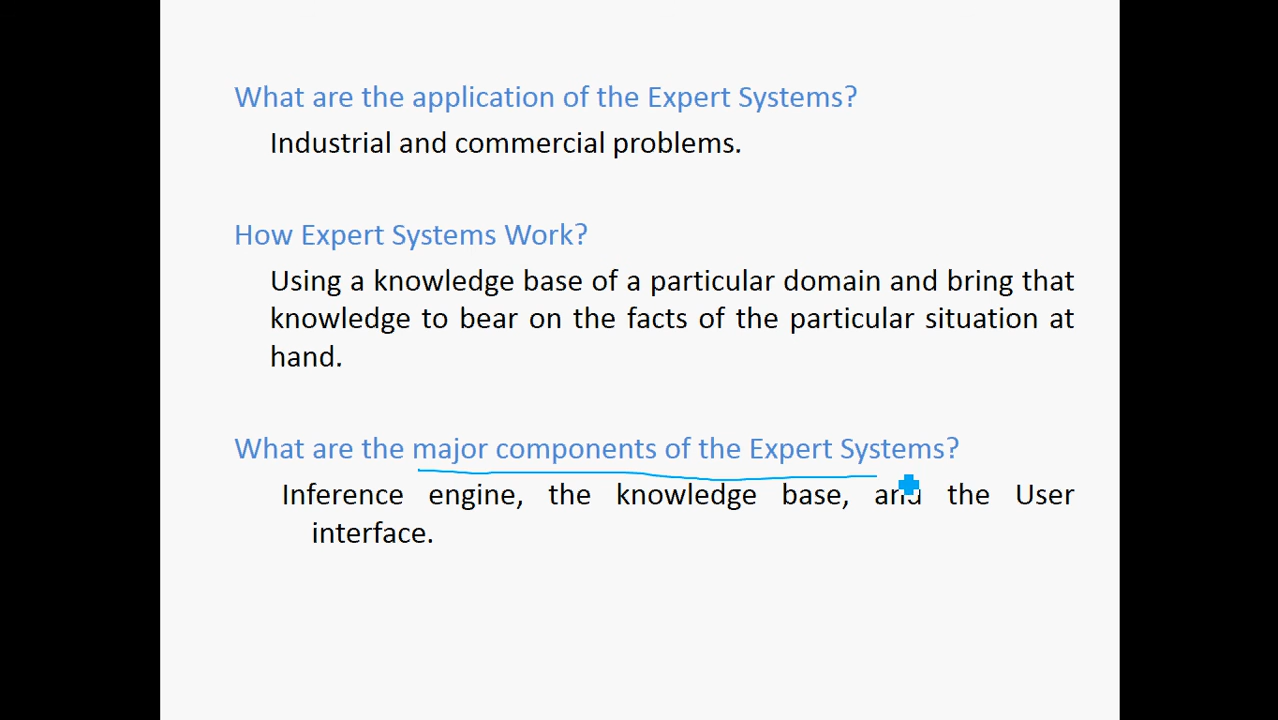 What are the application of the Expert Systems?
Industrial and commercial problems.
How Expert Systems Work?
Using a knowledge base of a particular domain and bring that
knowledge to bear on the facts of the particular situation at
hand.
What are the major components of the Expert Systems?
Inference engine, the knowledge base, and the User
interface.